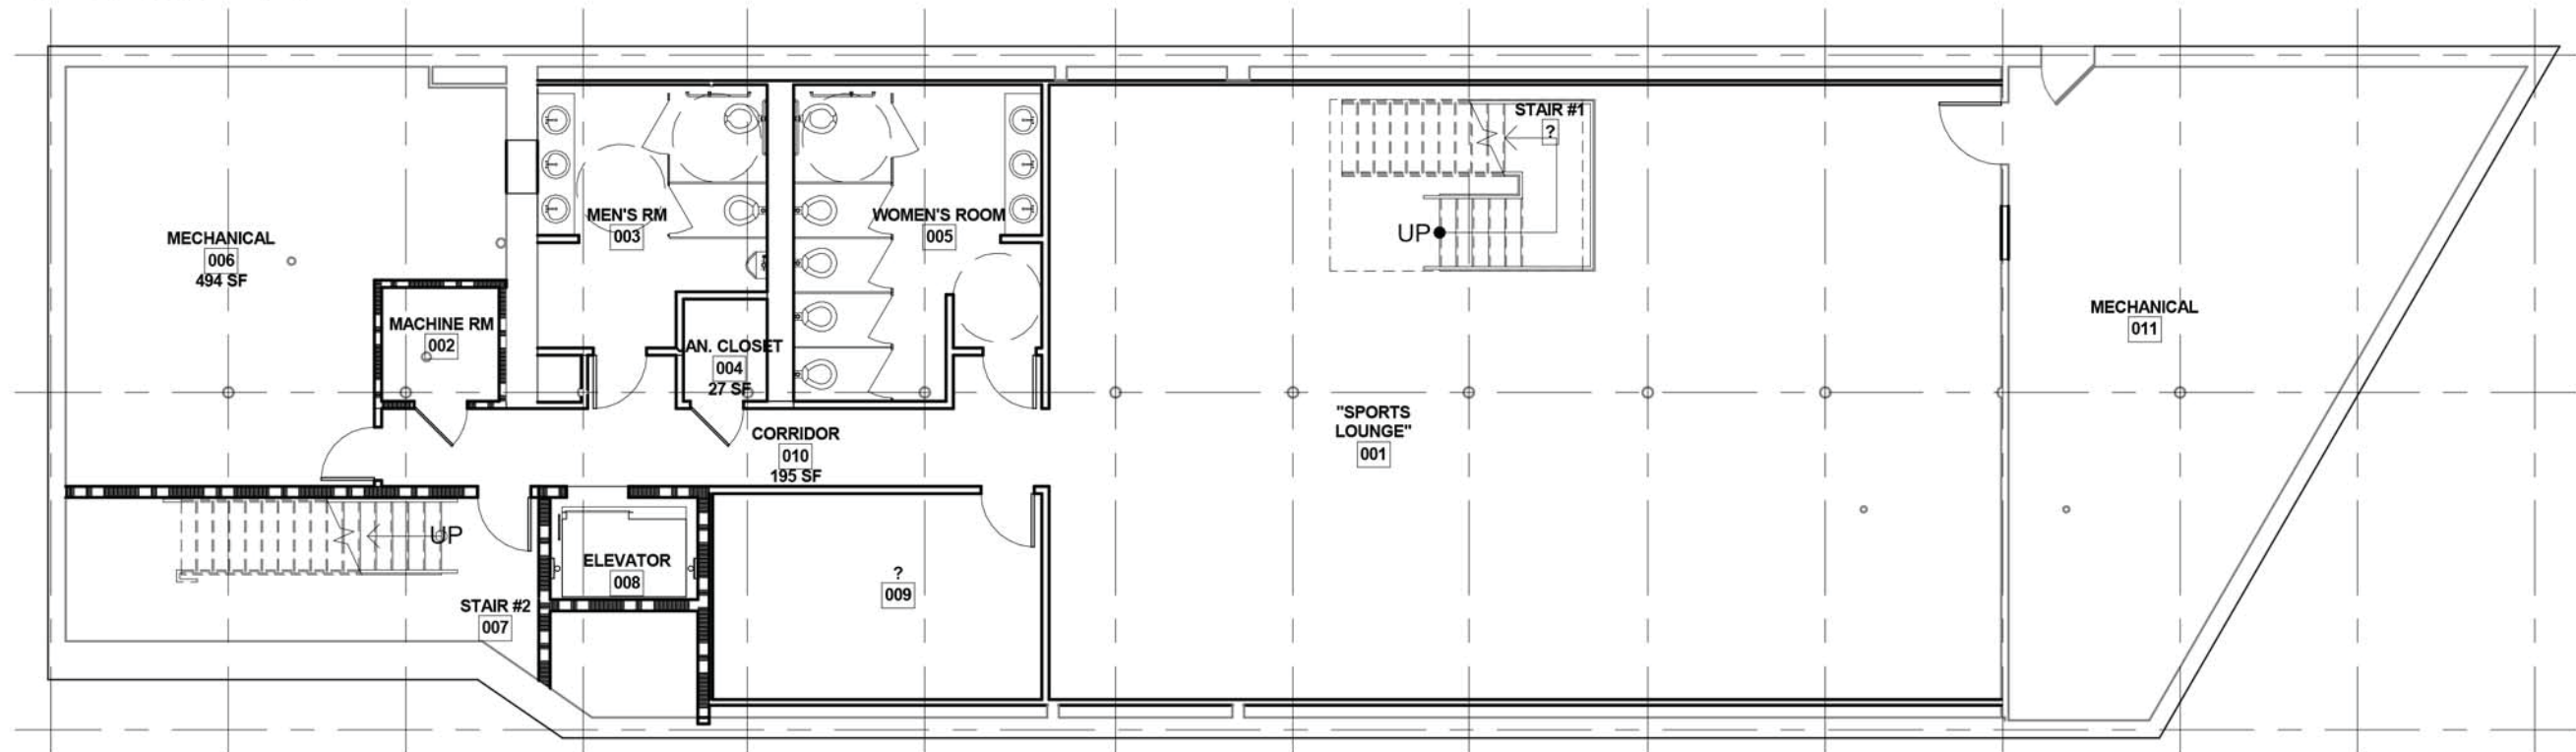 STAIR #1
?
UP
MEN'S RM
003
WOMEN'S ROOM
005
MECHANICAL
006
494 SF
MACHINE RM
002
AN. CLOSET
004
27 SF
MECHANICAL
011
"SPORTS
LOUNGE"
001
CORRIDOR
010
195 SF
UP
ELEVATOR
008
?
009
STAIR #2
007